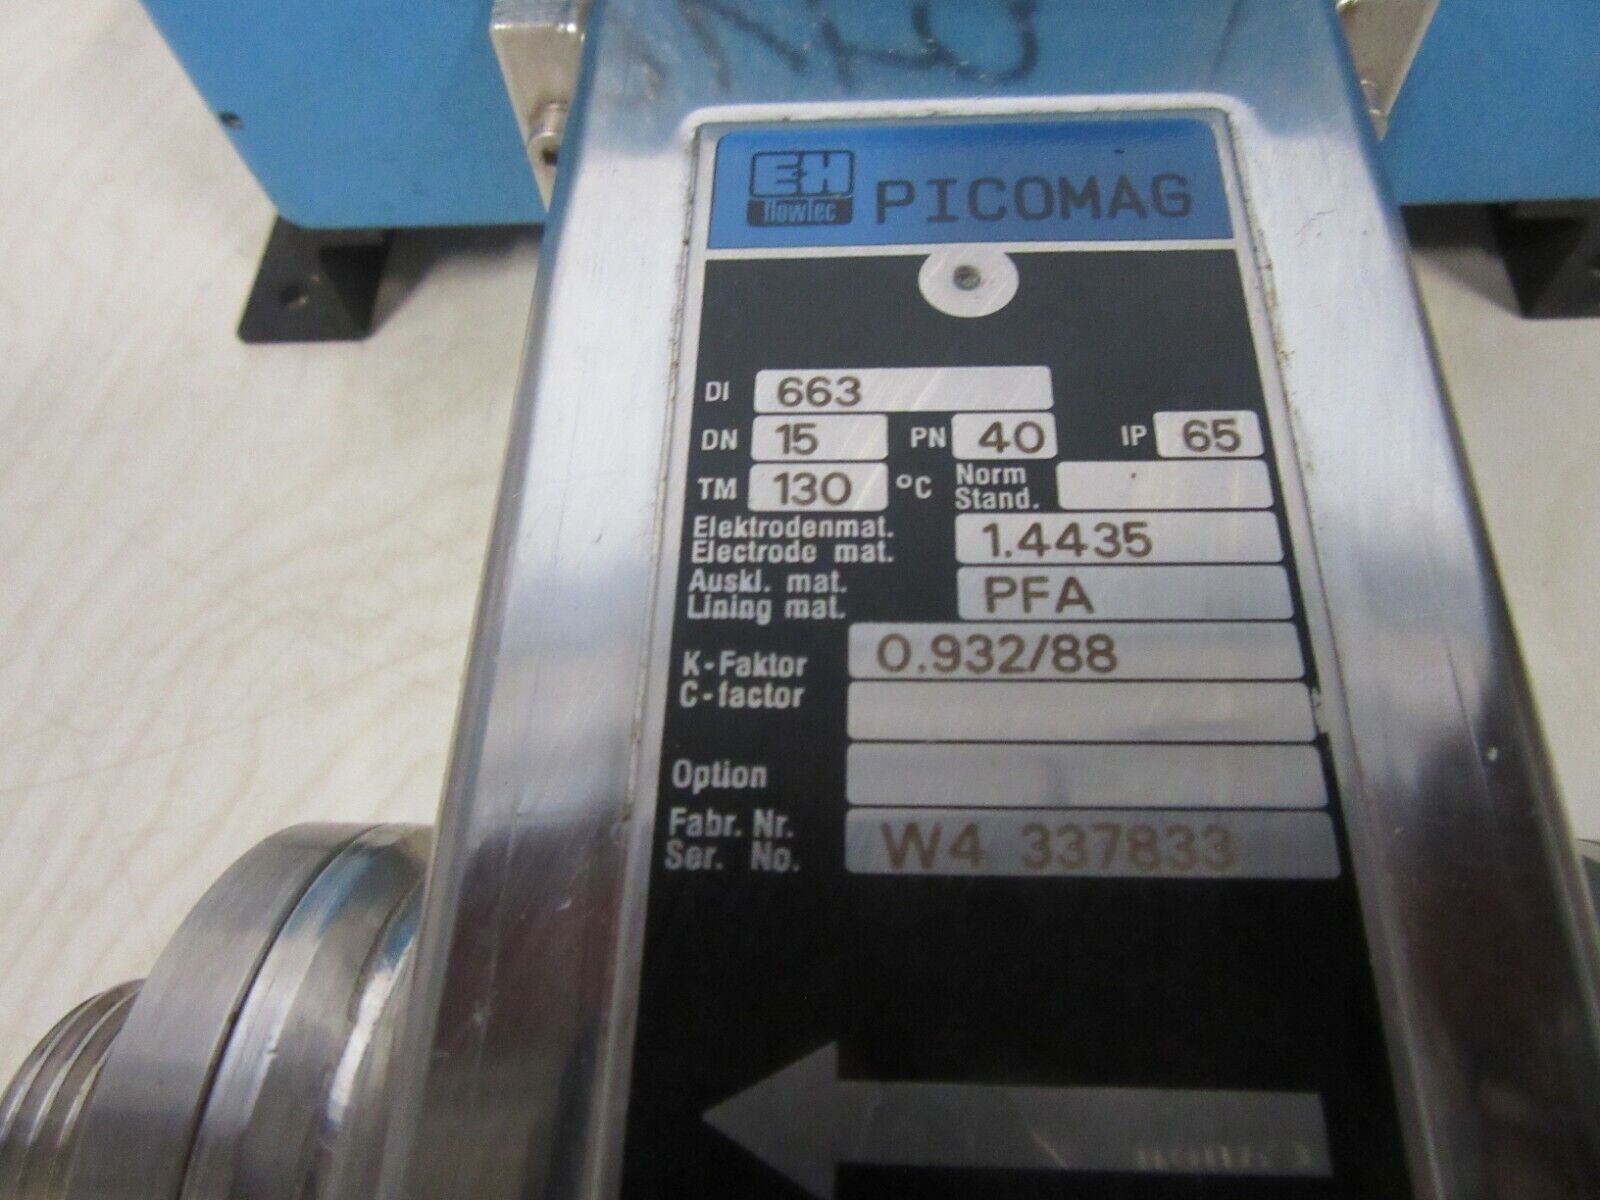 E+H
flowtec
PICOMAG
DI 663
DN 15 PN 40 IP 65
TM 130 °C Norm Stand.
Elektrodenmat.
Electrode mat. 1.4435
Auskl. mat.
Lining mat. PFA
K-Faktor 0.932/88
C-factor
Option
Fabr. Nr.
Ser. No. W4 337833